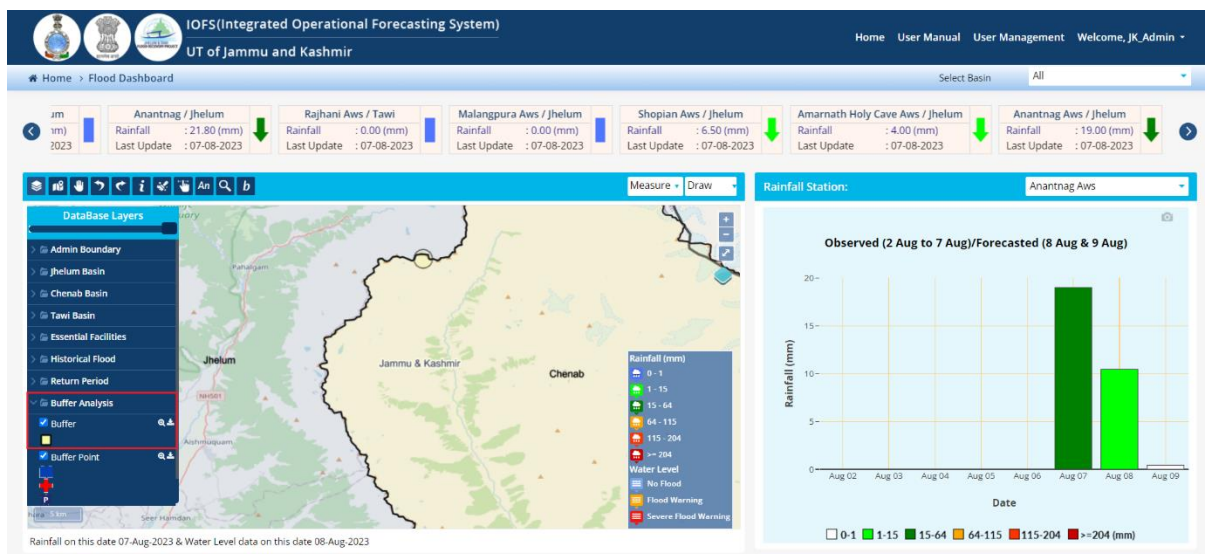 IOFS(Integrated Operational Forecasting System)
UT of Jammu and Kashmir
Home User Manual User Management Welcome, JK_Admin
Home > Flood Dashboard
Select Basin All
um
m)
2023
Anantnag / Jhelum
Rainfall : 21.80 (mm)
Last Update : 07-08-2023
Rajhani Aws / Tawi
Rainfall : 0.00 (mm)
Last Update : 07-08-2023
Malangpura Aws / Jhelum
Rainfall : 0.00 (mm)
Last Update : 07-08-2023
Shopian Aws / Jhelum
Rainfall : 6.50 (mm)
Last Update : 07-08-2023
Amarnath Holy Cave Aws / Jhelum
Rainfall : 4.00 (mm)
Last Update : 07-08-2023
Anantnag Aws / Jhelum
Rainfall : 19.00 (mm)
Last Update : 07-08-2023
i An b
Measure Draw
DataBase Layers
Admin Boundary
Jhelum Basin
Chenab Basin
Tawi Basin
Essential Facilities
Historical Flood
Return Period
Buffer Analysis
Buffer
Buffer Point
P
5 km
Pahalgam
Jhelum
NH501
Aishmuquam
Seer Hamdan
Jammu & Kashmir
Chenab
+
−
Rainfall (mm)
0 - 1
1 - 15
15 - 64
64 - 115
115 - 204
>= 204
Water Level
No Flood
Flood Warning
Severe Flood Warning
Rainfall on this date 07-Aug-2023 & Water Level data on this date 08-Aug-2023
Rainfall Station: Anantnag Aws
Observed (2 Aug to 7 Aug)/Forecasted (8 Aug & 9 Aug)
Rainfall (mm)
20
15
10
5
0
Aug 02 Aug 03 Aug 04 Aug 05 Aug 06 Aug 07 Aug 08 Aug 09
Date
0-1 1-15 15-64 64-115 115-204 >=204 (mm)